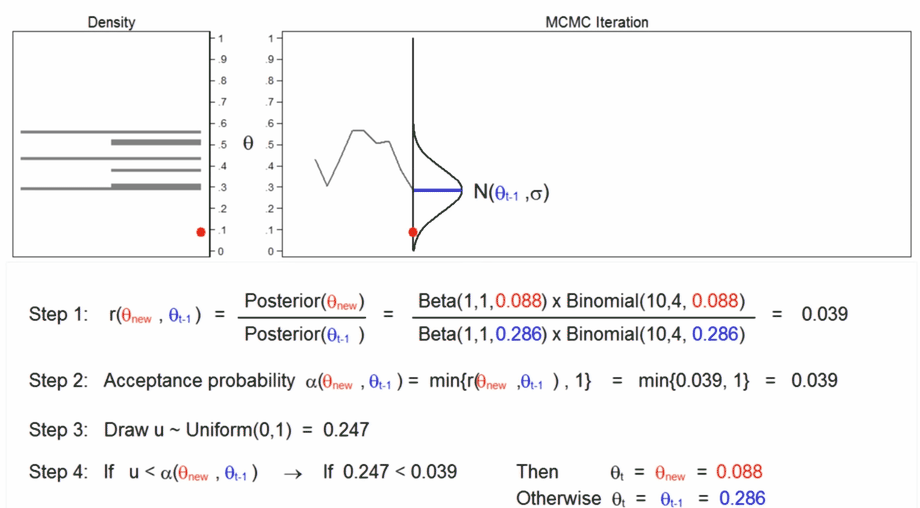 Density
MCMC Iteration
1
.9
.8
.7
.6
.5
.4
.3
.2
.1
0
θ
1
.9
.8
.7
.6
.5
.4
.3
.2
.1
0
N(θt-1 ,σ)
Step 1: r(θnew , θt-1) = Posterior(θnew) / Posterior(θt-1 ) = Beta(1,1,0.088) x Binomial(10,4, 0.088) / Beta(1,1,0.286) x Binomial(10,4, 0.286) = 0.039
Step 2: Acceptance probability α(θnew , θt-1) = min{r(θnew ,θt-1 ) , 1} = min{0.039, 1} = 0.039
Step 3: Draw u ~ Uniform(0,1) = 0.247
Step 4: If u < α(θnew , θt-1 ) → If 0.247 < 0.039 Then θt = θnew = 0.088
Otherwise θt = θt-1 = 0.286